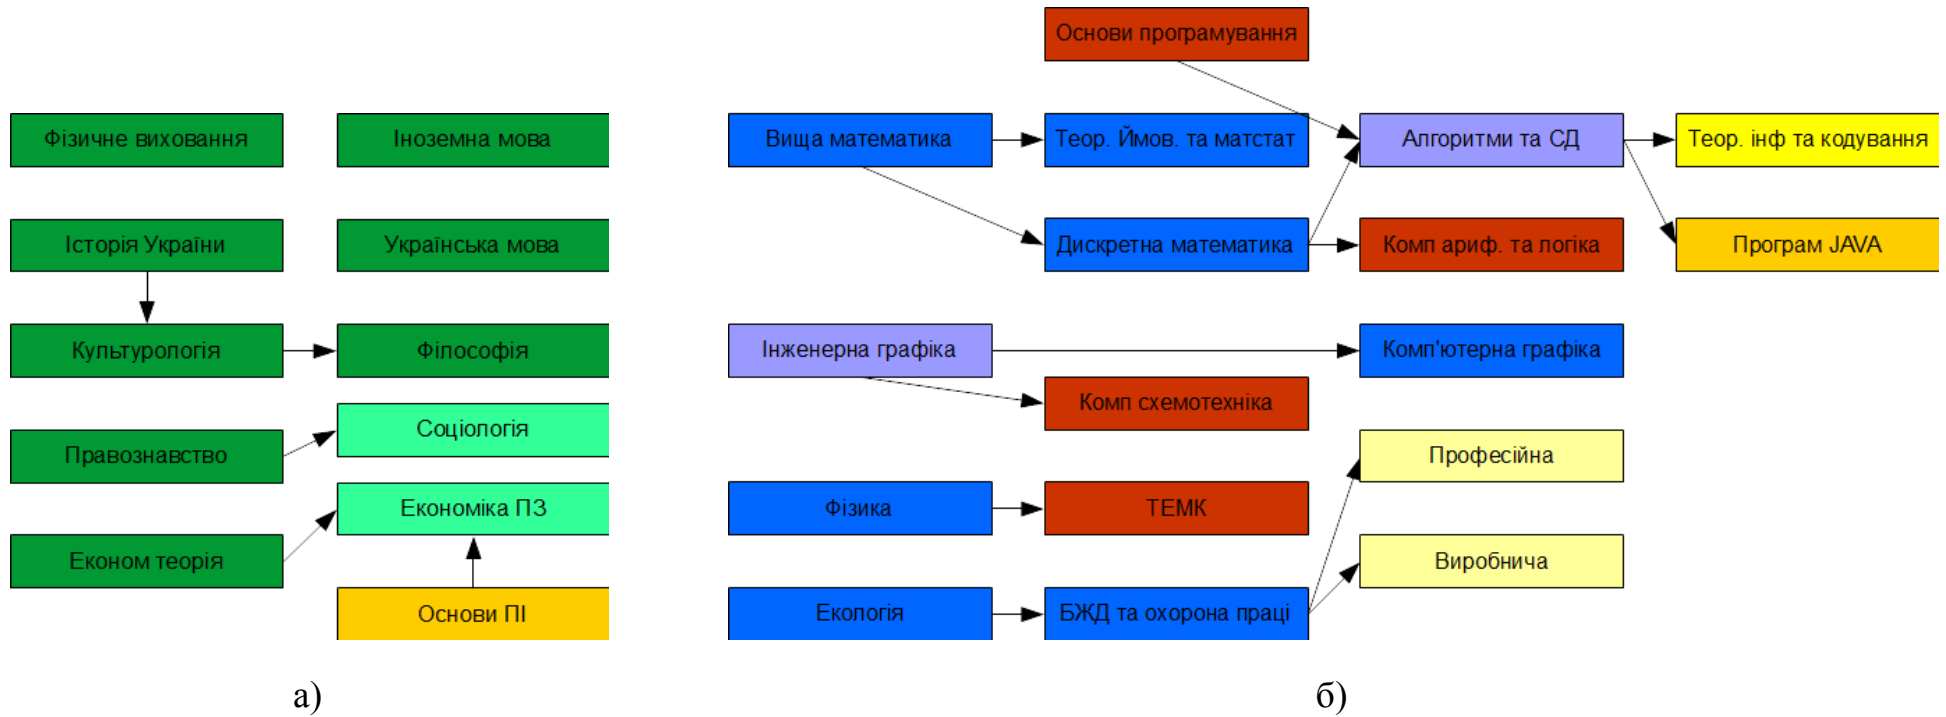 Фізичне виховання
Іноземна мова
Історія України
Українська мова
Культурологія
Філософія
Соціологія
Правознавство
Економіка ПЗ
Економ теорія
Основи ПІ
а)
Основи програмування
Вища математика
Теор. Ймов. та матстат
Алгоритми та СД
Теор. інф та кодування
Дискретна математика
Комп ариф. та логіка
Програм JAVA
Інженерна графіка
Комп'ютерна графіка
Комп схемотехніка
Професійна
Фізика
ТЕМК
Виробнича
Екологія
БЖД та охорона праці
б)